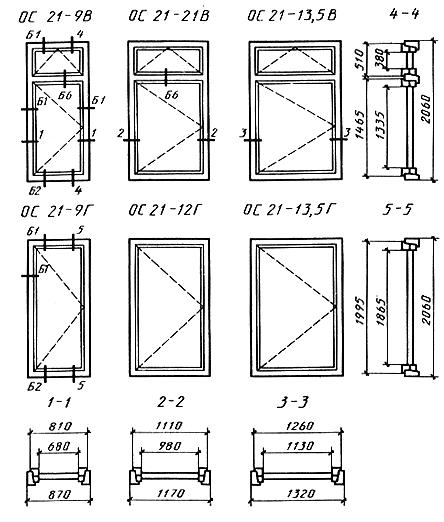 ОС 21-9В ОС 21-21В ОС 21-13,5В 4-4
Б1 4
Б6 Б6
Б1 Б1
1 1 2 2 3 3
Б2 4
510 380 1465 1335 2060
ОС 21-9Г ОС 21-12Г ОС 21-13,5Г 5-5
Б1 5
Б1
Б2 5
1995 1865 2060
1-1 2-2 3-3
810 1110 1260
680 980 1130
870 1170 1320